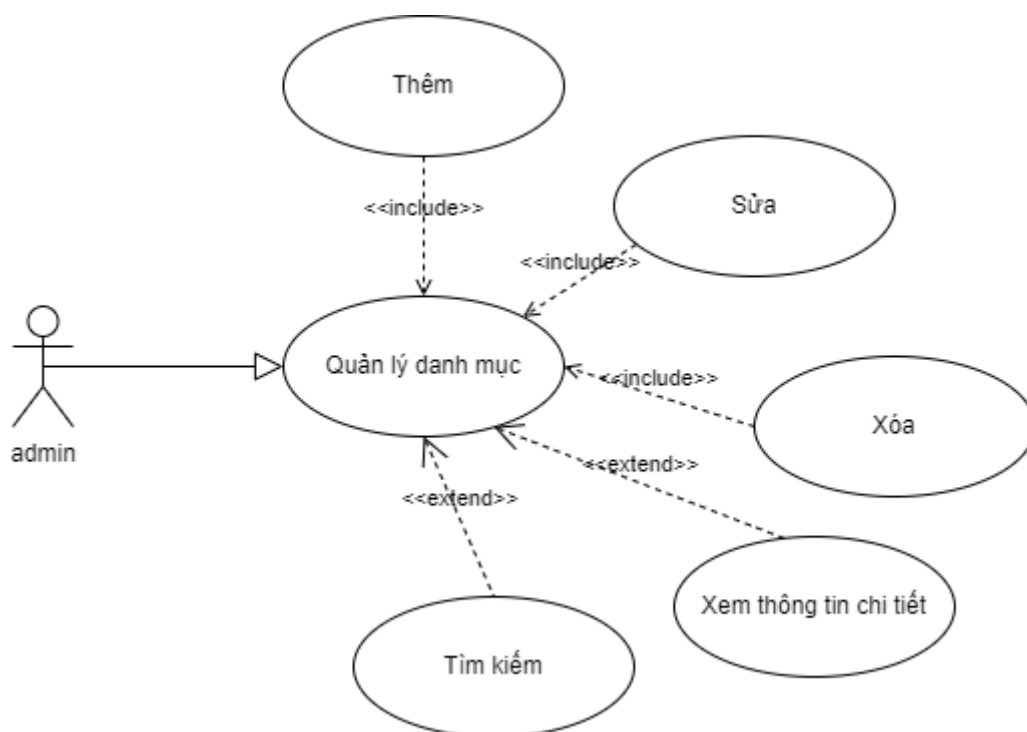 Thêm
<<include>>
Sửa
<<include>>
Quản lý danh mục
<<include>>
Xóa
admin
<<extend>>
<<extend>>
Xem thông tin chi tiết
Tìm kiếm